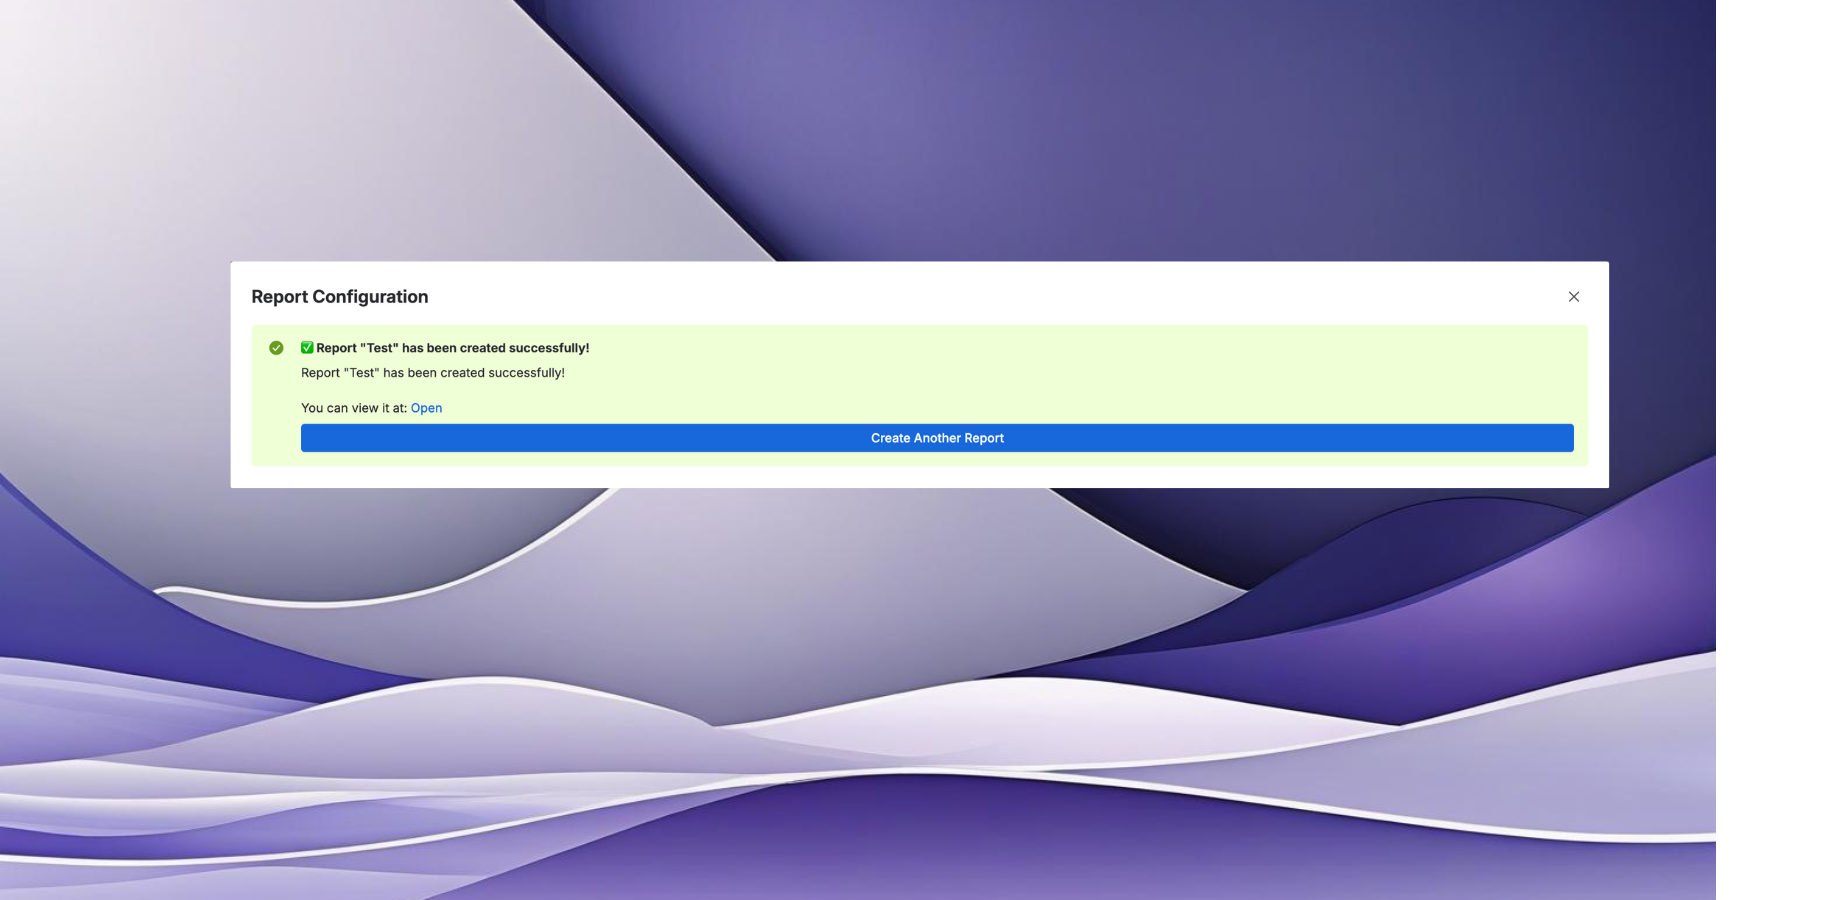 Report Configuration
✅ Report "Test" has been created successfully!
Report "Test" has been created successfully!
You can view it at: Open
Create Another Report